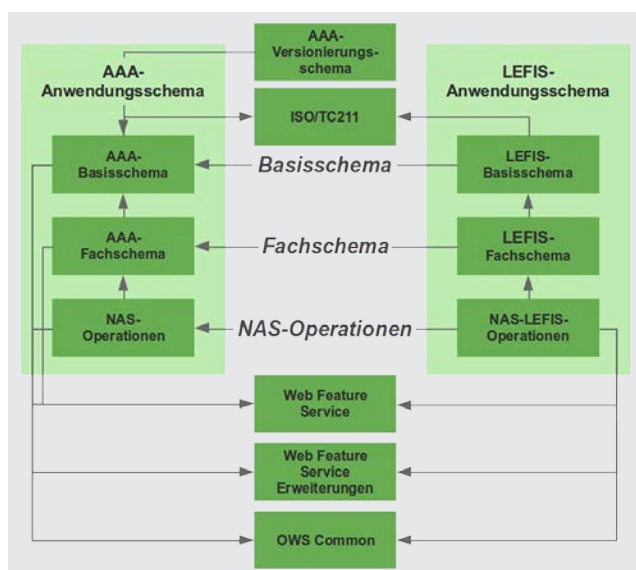 AAA-
Versionierungs-
schema
AAA-
Anwendungsschema
LEFIS-
Anwendungsschema
ISO/TC211
AAA-
Basisschema
Basisschema
LEFIS-
Basisschema
AAA-
Fachschema
Fachschema
LEFIS-
Fachschema
NAS-
Operationen
NAS-Operationen
NAS-LEFIS-
Operationen
Web Feature
Service
Web Feature
Service
Erweiterungen
OWS Common